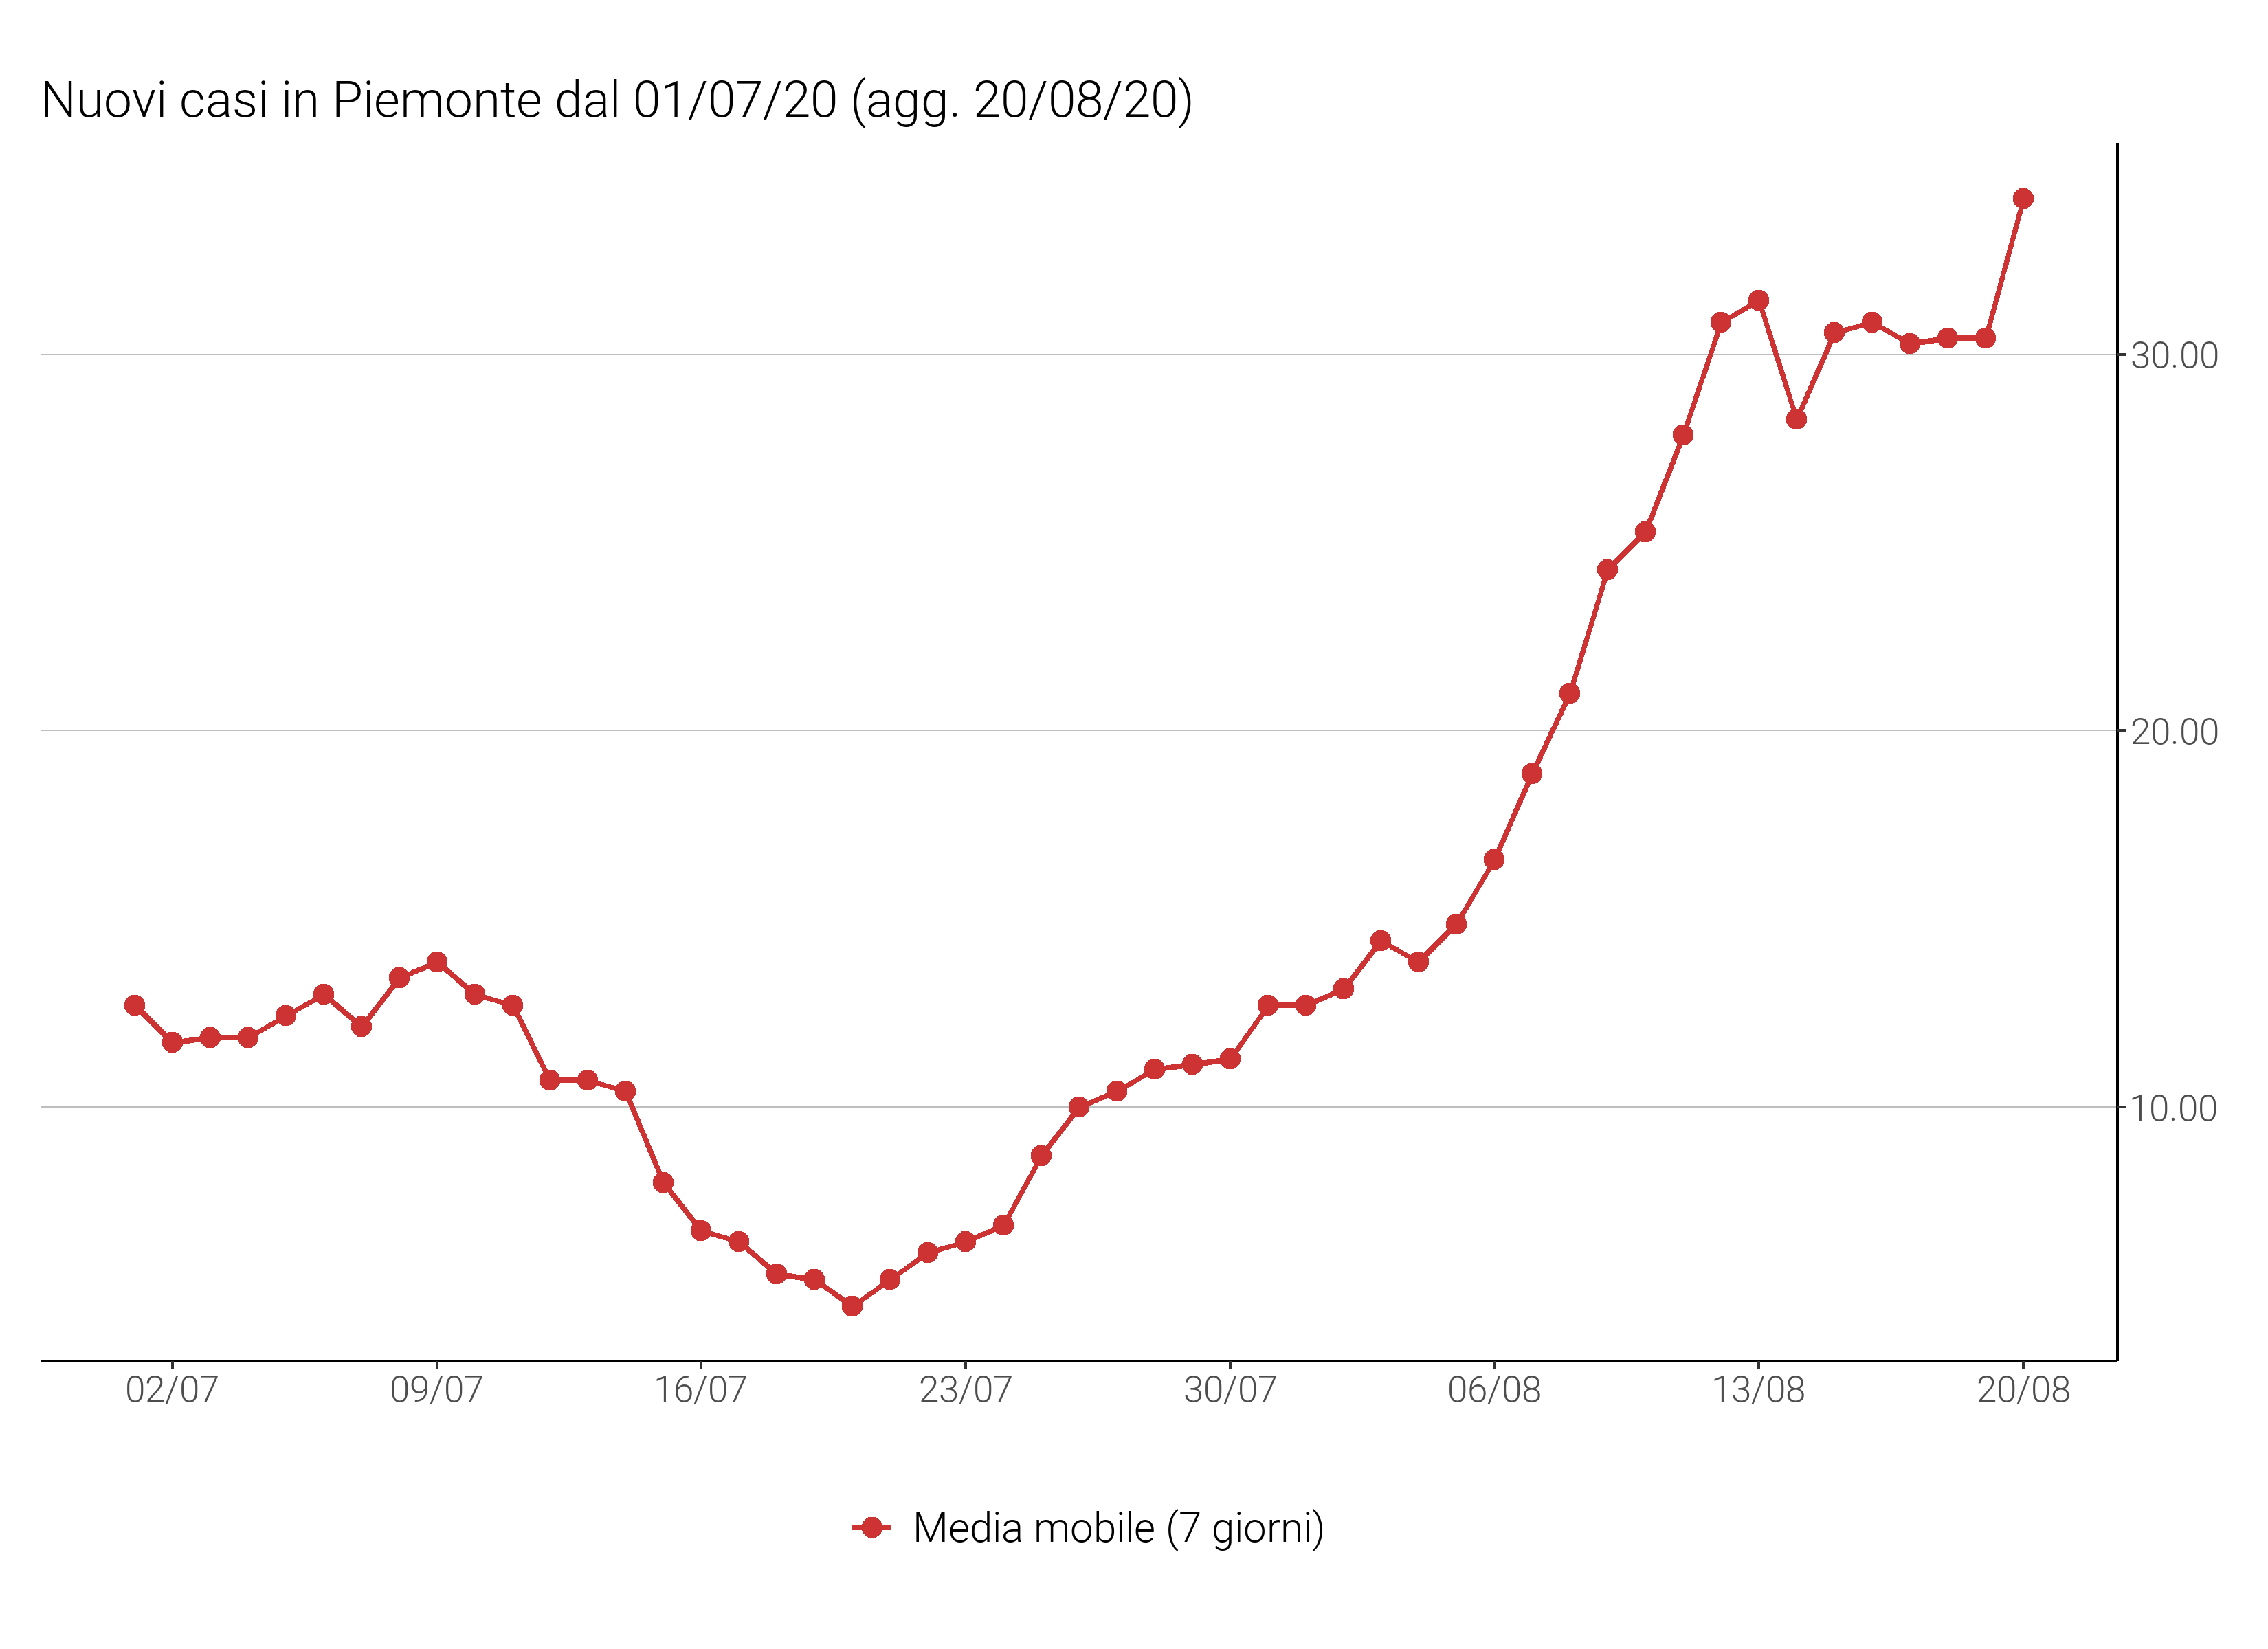 Nuovi casi in Piemonte dal 01/07/20 (agg. 20/08/20)
30.00
20.00
10.00
02/07 09/07 16/07 23/07 30/07 06/08 13/08 20/08
Media mobile (7 giorni)